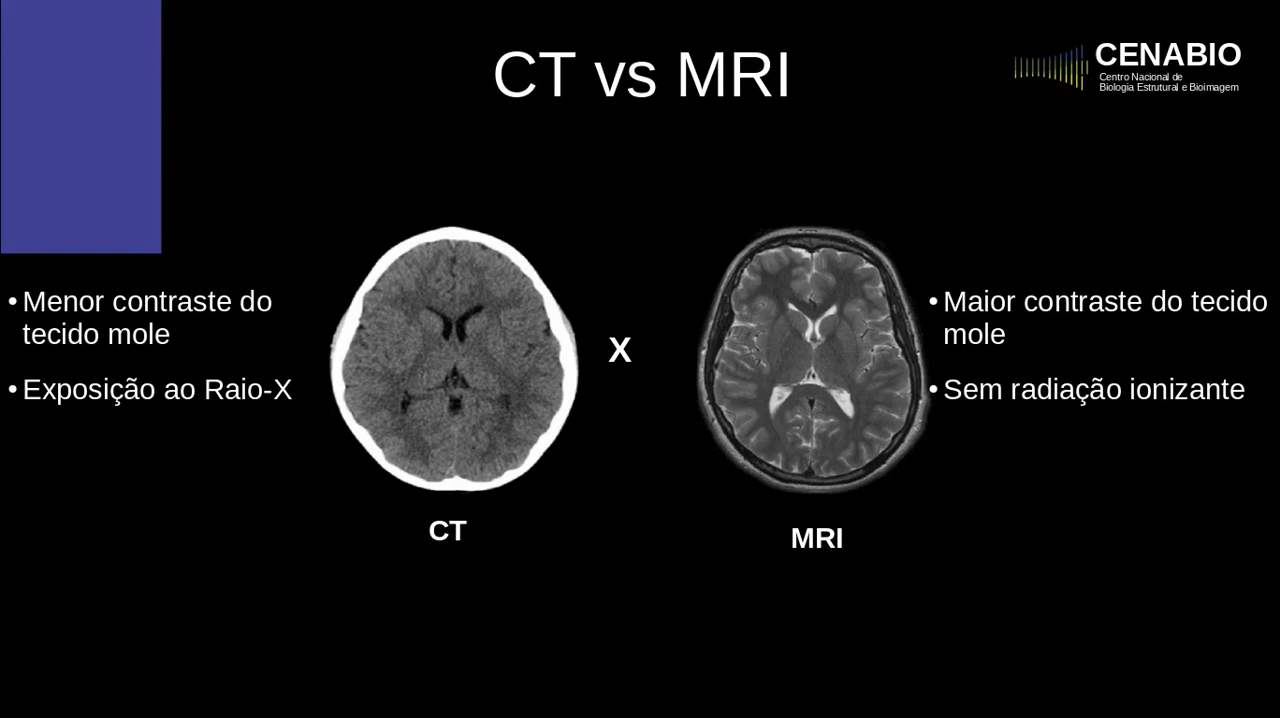 CT vs MRI
CENABIO
Centro Nacional de
Biologia Estrutural e Bioimagem
• Menor contraste do
tecido mole
• Exposição ao Raio-X
X
• Maior contraste do tecido
mole
• Sem radiação ionizante
CT
MRI